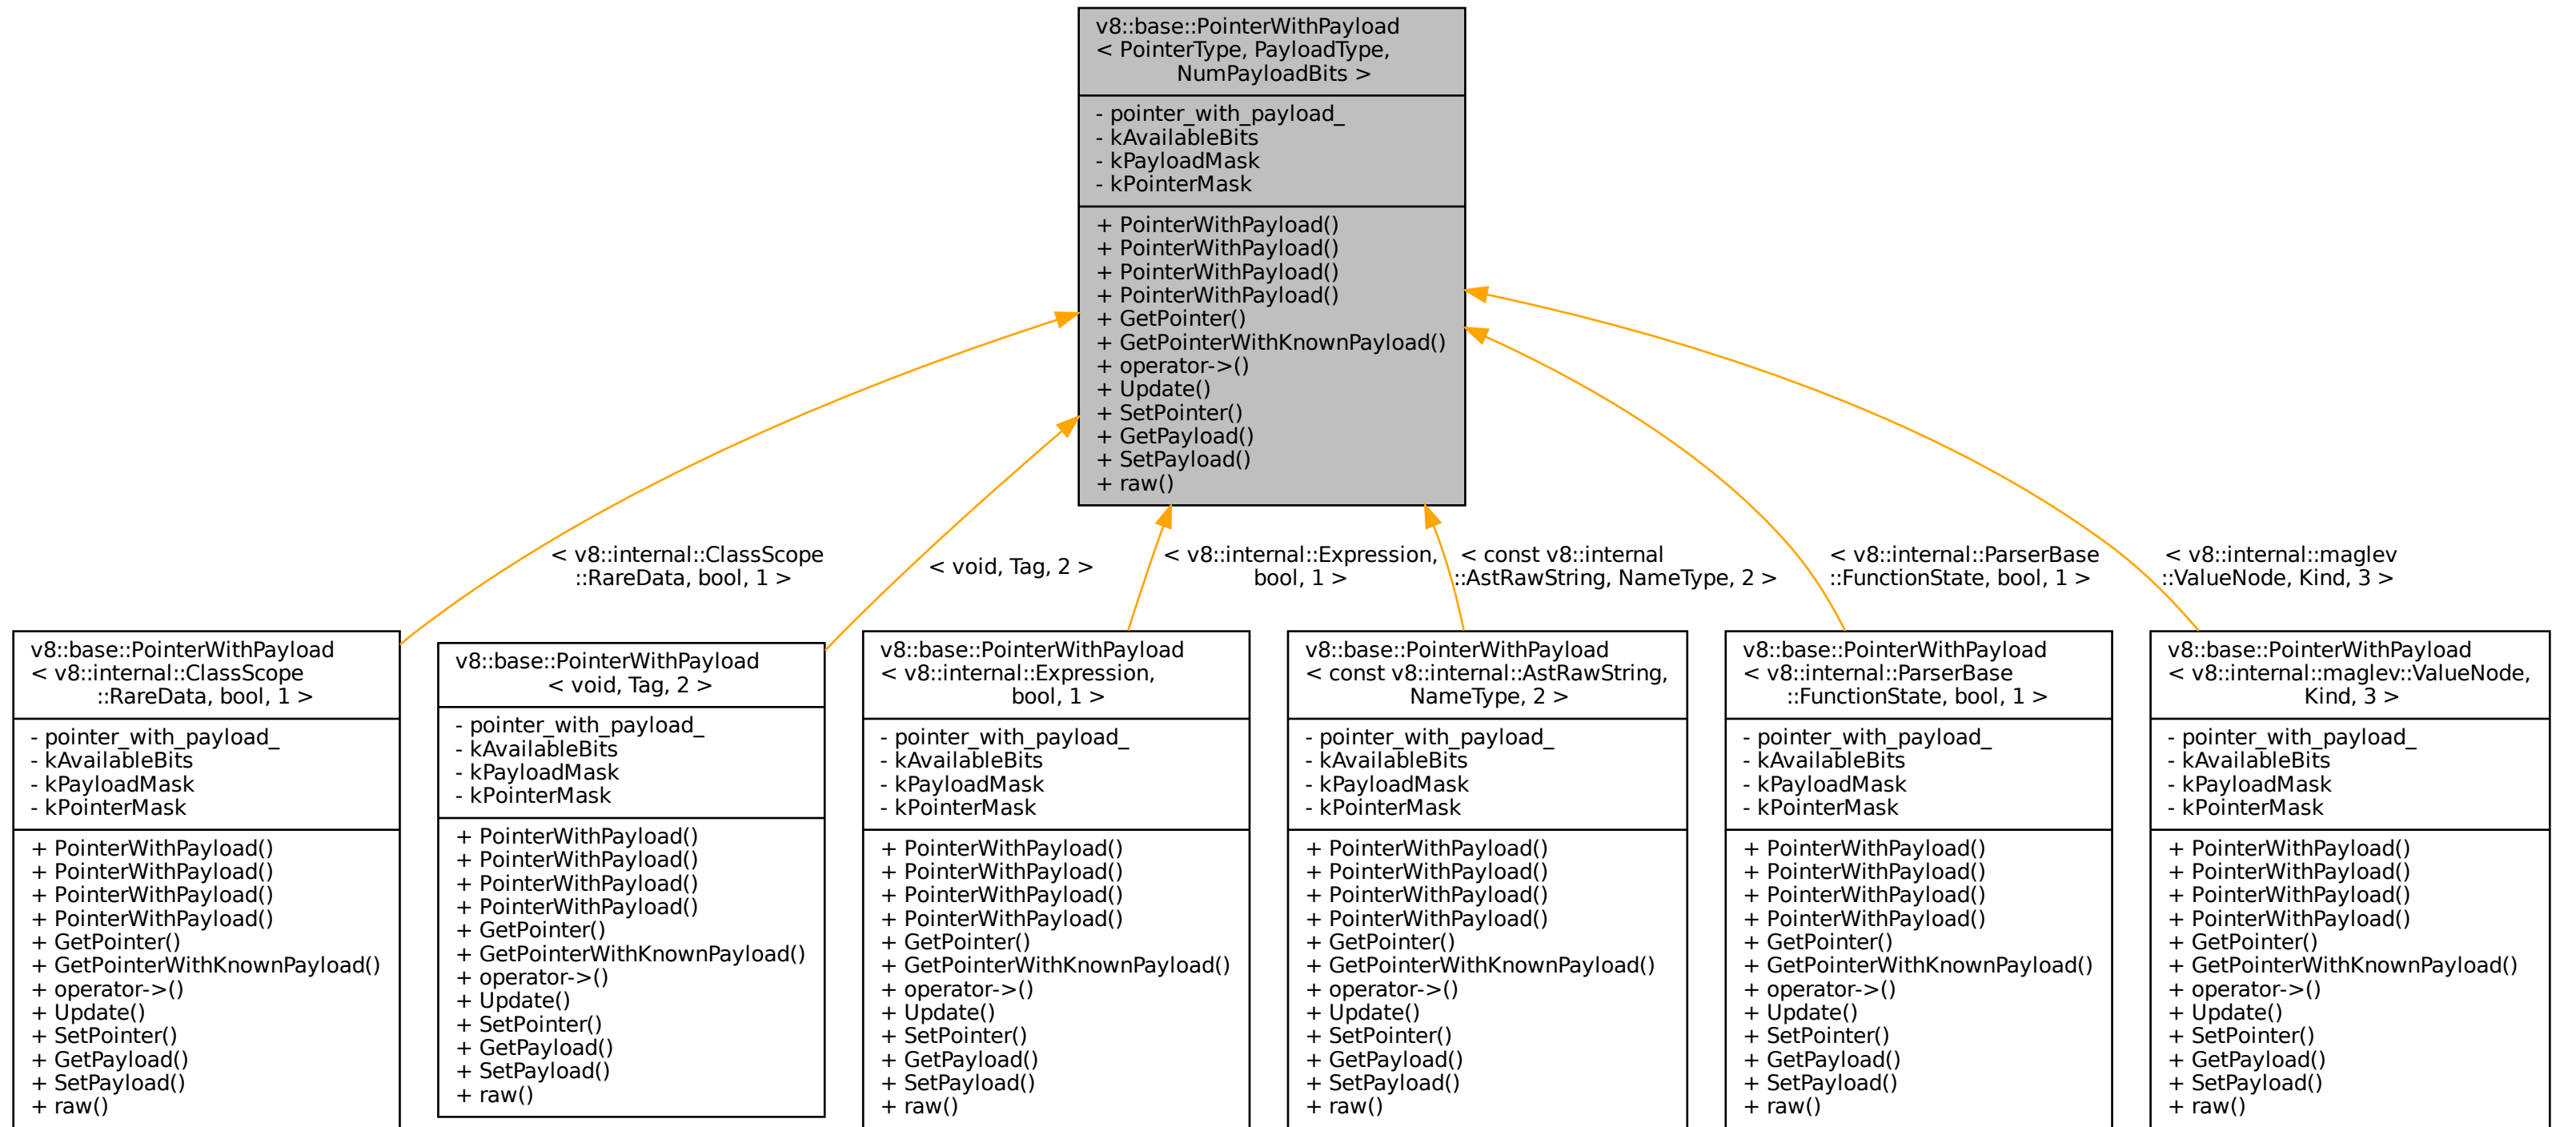 v8::base::PointerWithPayload
< PointerType, PayloadType,
NumPayloadBits >
- pointer_with_payload_
- kAvailableBits
- kPayloadMask
- kPointerMask
+ PointerWithPayload()
+ PointerWithPayload()
+ PointerWithPayload()
+ PointerWithPayload()
+ GetPointer()
+ GetPointerWithKnownPayload()
+ operator->()
+ Update()
+ SetPointer()
+ GetPayload()
+ SetPayload()
+ raw()
< v8::internal::ClassScope
::RareData, bool, 1 >
< void, Tag, 2 >
< v8::internal::Expression,
bool, 1 >
< const v8::internal
::AstRawString, NameType, 2 >
< v8::internal::ParserBase
::FunctionState, bool, 1 >
< v8::internal::maglev
::ValueNode, Kind, 3 >
v8::base::PointerWithPayload
< v8::internal::ClassScope
::RareData, bool, 1 >
- pointer_with_payload_
- kAvailableBits
- kPayloadMask
- kPointerMask
+ PointerWithPayload()
+ PointerWithPayload()
+ PointerWithPayload()
+ PointerWithPayload()
+ GetPointer()
+ GetPointerWithKnownPayload()
+ operator->()
+ Update()
+ SetPointer()
+ GetPayload()
+ SetPayload()
+ raw()
v8::base::PointerWithPayload
< void, Tag, 2 >
- pointer_with_payload_
- kAvailableBits
- kPayloadMask
- kPointerMask
+ PointerWithPayload()
+ PointerWithPayload()
+ PointerWithPayload()
+ PointerWithPayload()
+ GetPointer()
+ GetPointerWithKnownPayload()
+ operator->()
+ Update()
+ SetPointer()
+ GetPayload()
+ SetPayload()
+ raw()
v8::base::PointerWithPayload
< v8::internal::Expression,
bool, 1 >
- pointer_with_payload_
- kAvailableBits
- kPayloadMask
- kPointerMask
+ PointerWithPayload()
+ PointerWithPayload()
+ PointerWithPayload()
+ PointerWithPayload()
+ GetPointer()
+ GetPointerWithKnownPayload()
+ operator->()
+ Update()
+ SetPointer()
+ GetPayload()
+ SetPayload()
+ raw()
v8::base::PointerWithPayload
< const v8::internal::AstRawString,
NameType, 2 >
- pointer_with_payload_
- kAvailableBits
- kPayloadMask
- kPointerMask
+ PointerWithPayload()
+ PointerWithPayload()
+ PointerWithPayload()
+ PointerWithPayload()
+ GetPointer()
+ GetPointerWithKnownPayload()
+ operator->()
+ Update()
+ SetPointer()
+ GetPayload()
+ SetPayload()
+ raw()
v8::base::PointerWithPayload
< v8::internal::ParserBase
::FunctionState, bool, 1 >
- pointer_with_payload_
- kAvailableBits
- kPayloadMask
- kPointerMask
+ PointerWithPayload()
+ PointerWithPayload()
+ PointerWithPayload()
+ PointerWithPayload()
+ GetPointer()
+ GetPointerWithKnownPayload()
+ operator->()
+ Update()
+ SetPointer()
+ GetPayload()
+ SetPayload()
+ raw()
v8::base::PointerWithPayload
< v8::internal::maglev::ValueNode,
Kind, 3 >
- pointer_with_payload_
- kAvailableBits
- kPayloadMask
- kPointerMask
+ PointerWithPayload()
+ PointerWithPayload()
+ PointerWithPayload()
+ PointerWithPayload()
+ GetPointer()
+ GetPointerWithKnownPayload()
+ operator->()
+ Update()
+ SetPointer()
+ GetPayload()
+ SetPayload()
+ raw()